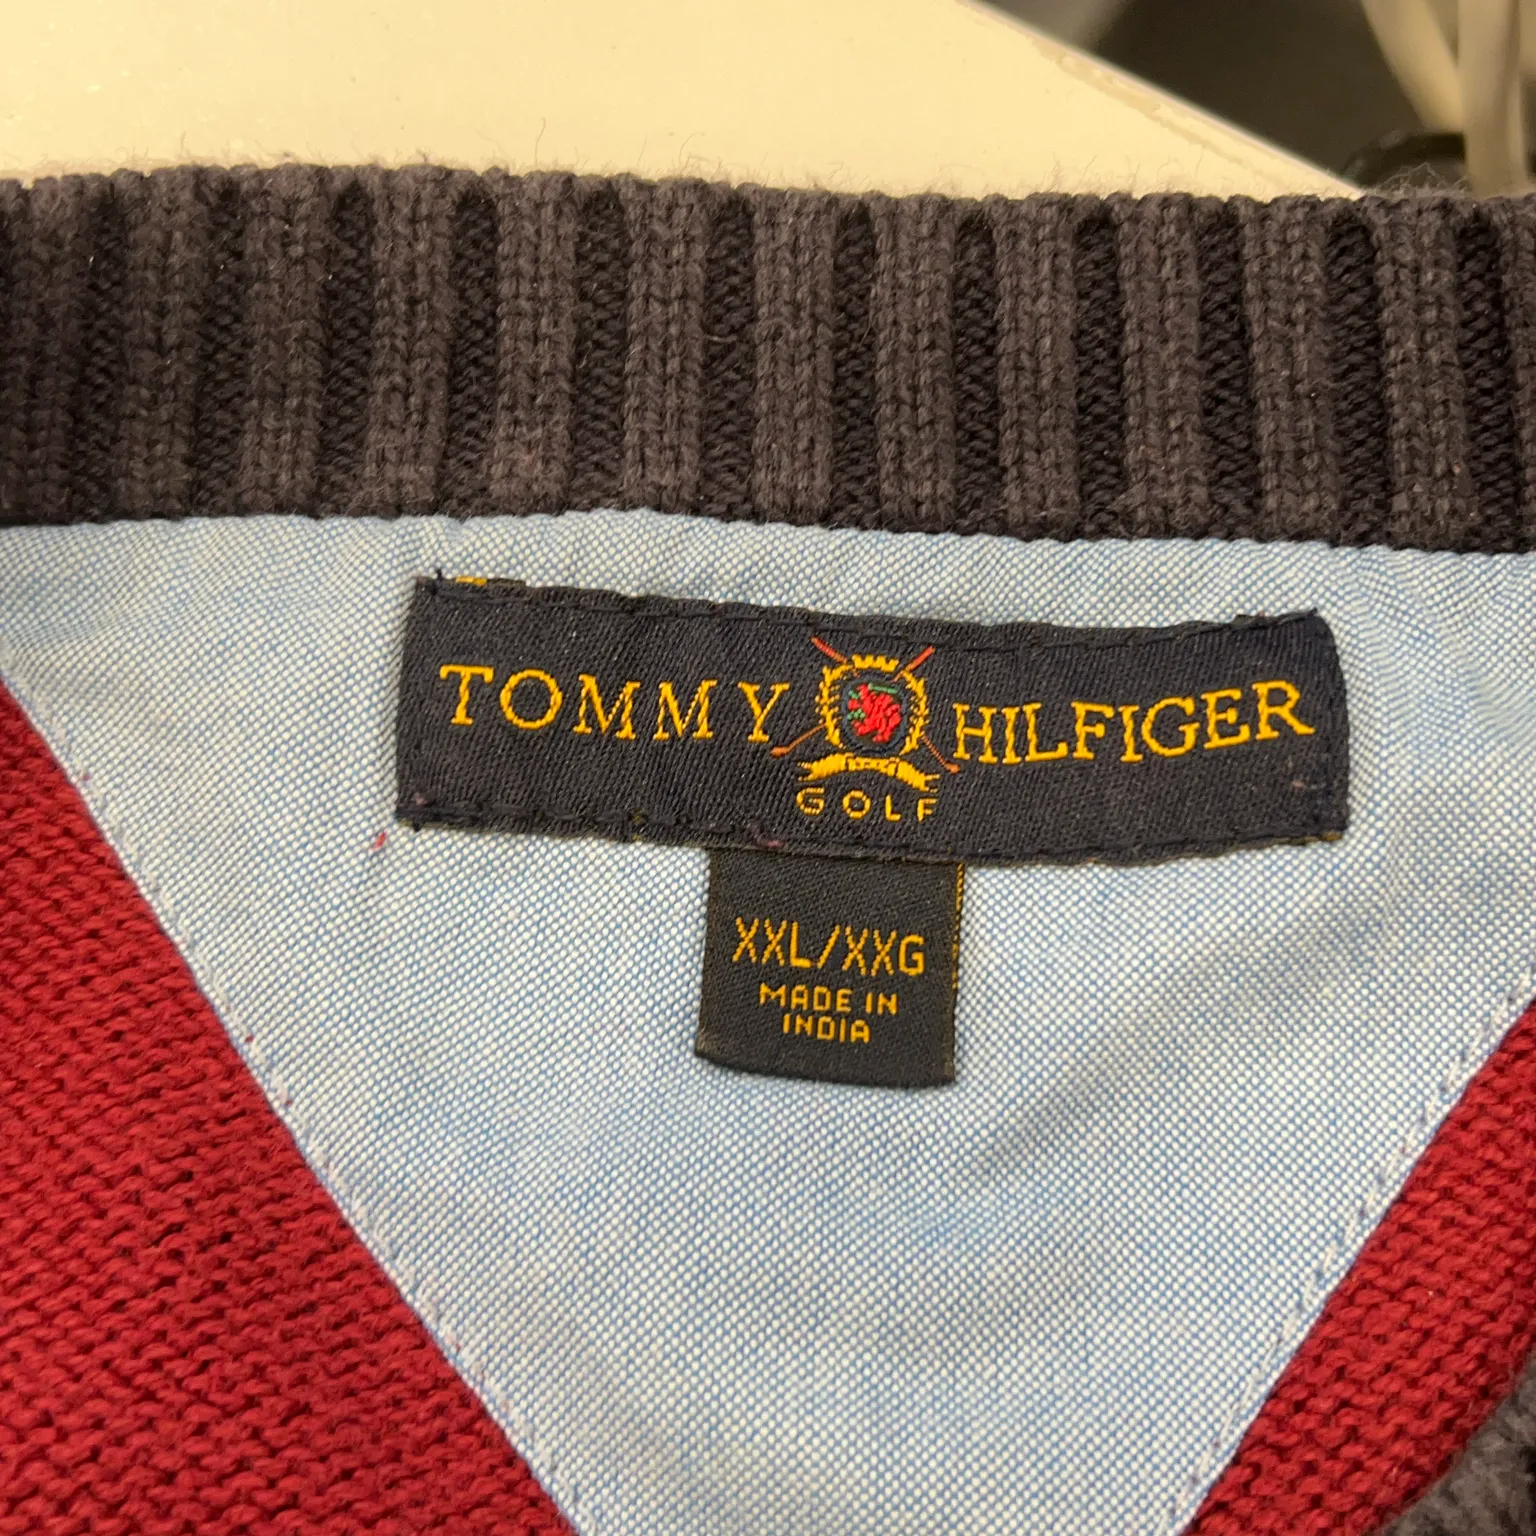 TOMMY HILFIGER
GOLF
XXL/XXG
MADE IN
INDIA